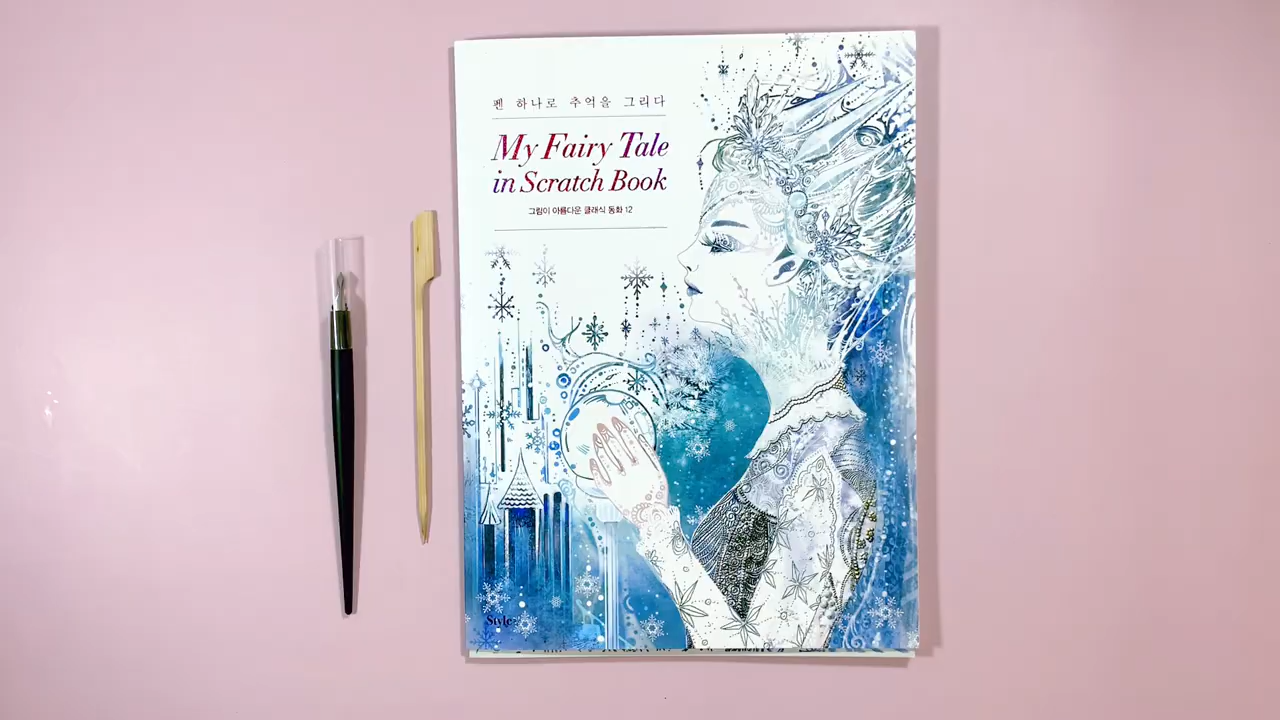 펜 하나로 추억을 그리다
My Fairy Tale
in Scratch Book
그림이 아름다운 클래식 동화 12
Style